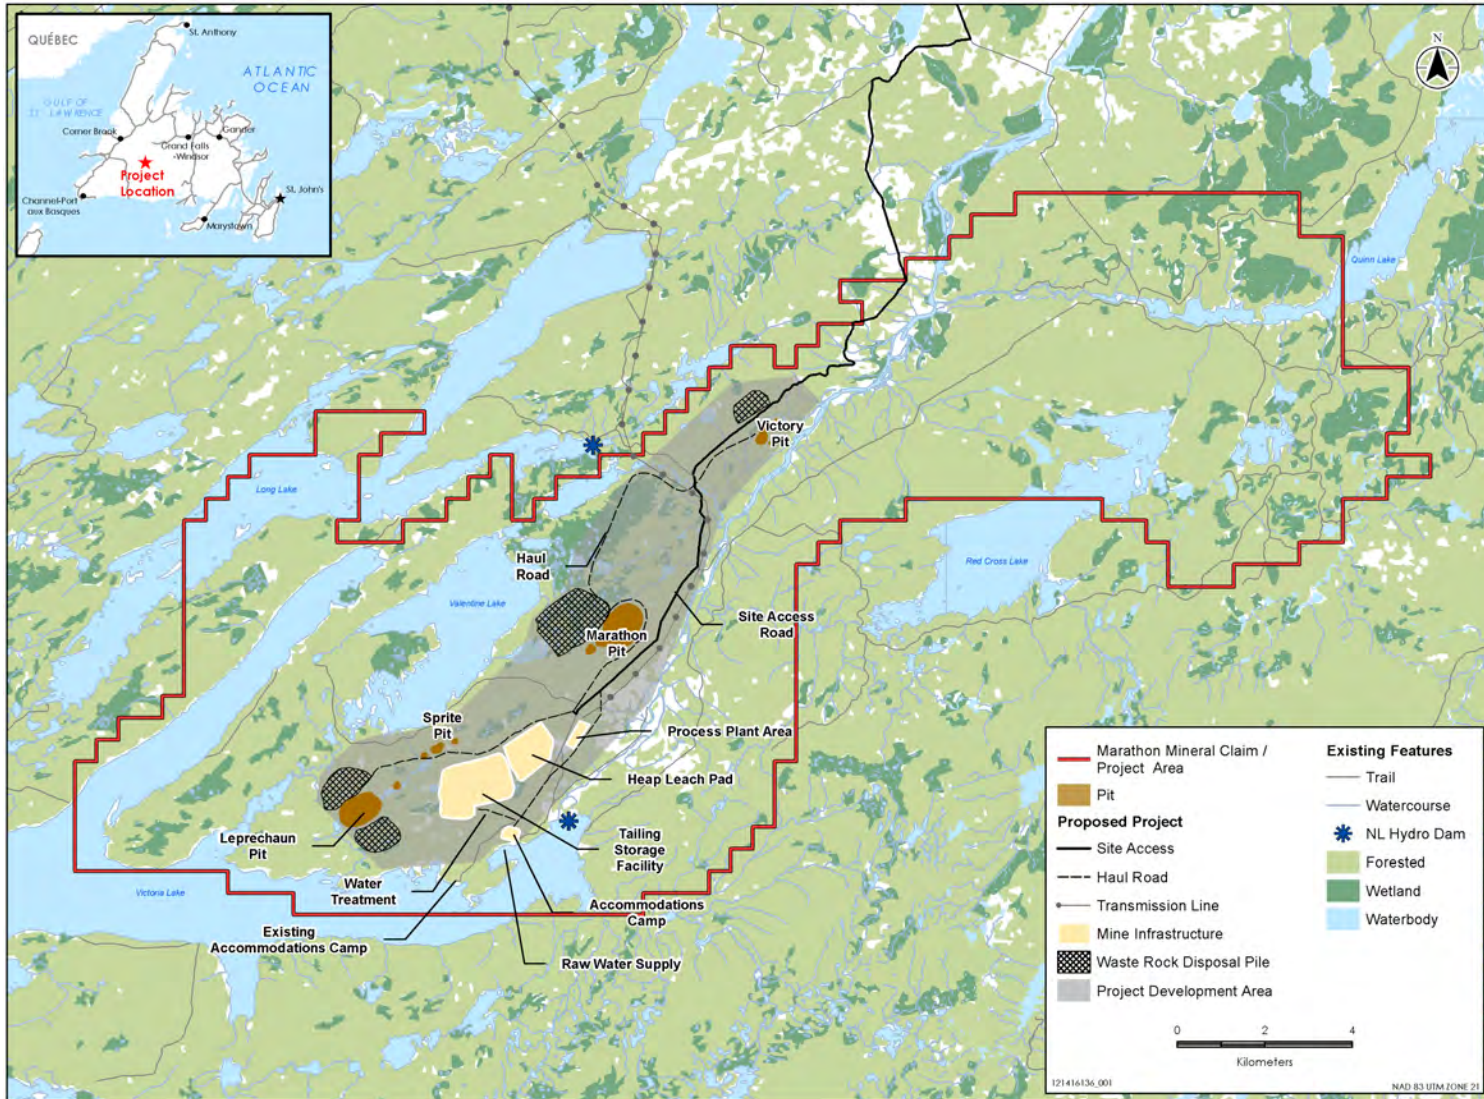 QUÉBEC
St. Anthony
ATLANTIC
OCEAN
GULF OF
ST. LAWRENCE
Corner Brook
Gander
Grand Falls
-Windsor
Project
Location
St. John's
Channel-Port
aux Basques
Marystown
N
Quinn Lake
Victory
Pit
Long Lake
Haul
Road
Red Cross Lake
Valentine Lake
Site Access
Road
Marathon
Pit
Sprite
Pit
Process Plant Area
Heap Leach Pad
Leprechaun
Pit
Tailing
Storage
Facility
Water
Treatment
Victoria Lake
Accommodations
Camp
Existing
Accommodations Camp
Raw Water Supply
Marathon Mineral Claim /
Project Area
Pit
Proposed Project
Site Access
Haul Road
Transmission Line
Mine Infrastructure
Waste Rock Disposal Pile
Project Development Area
Existing Features
Trail
Watercourse
NL Hydro Dam
Forested
Wetland
Waterbody
0 2 4
Kilometers
121416136_001
NAD 83 UTM ZONE 21